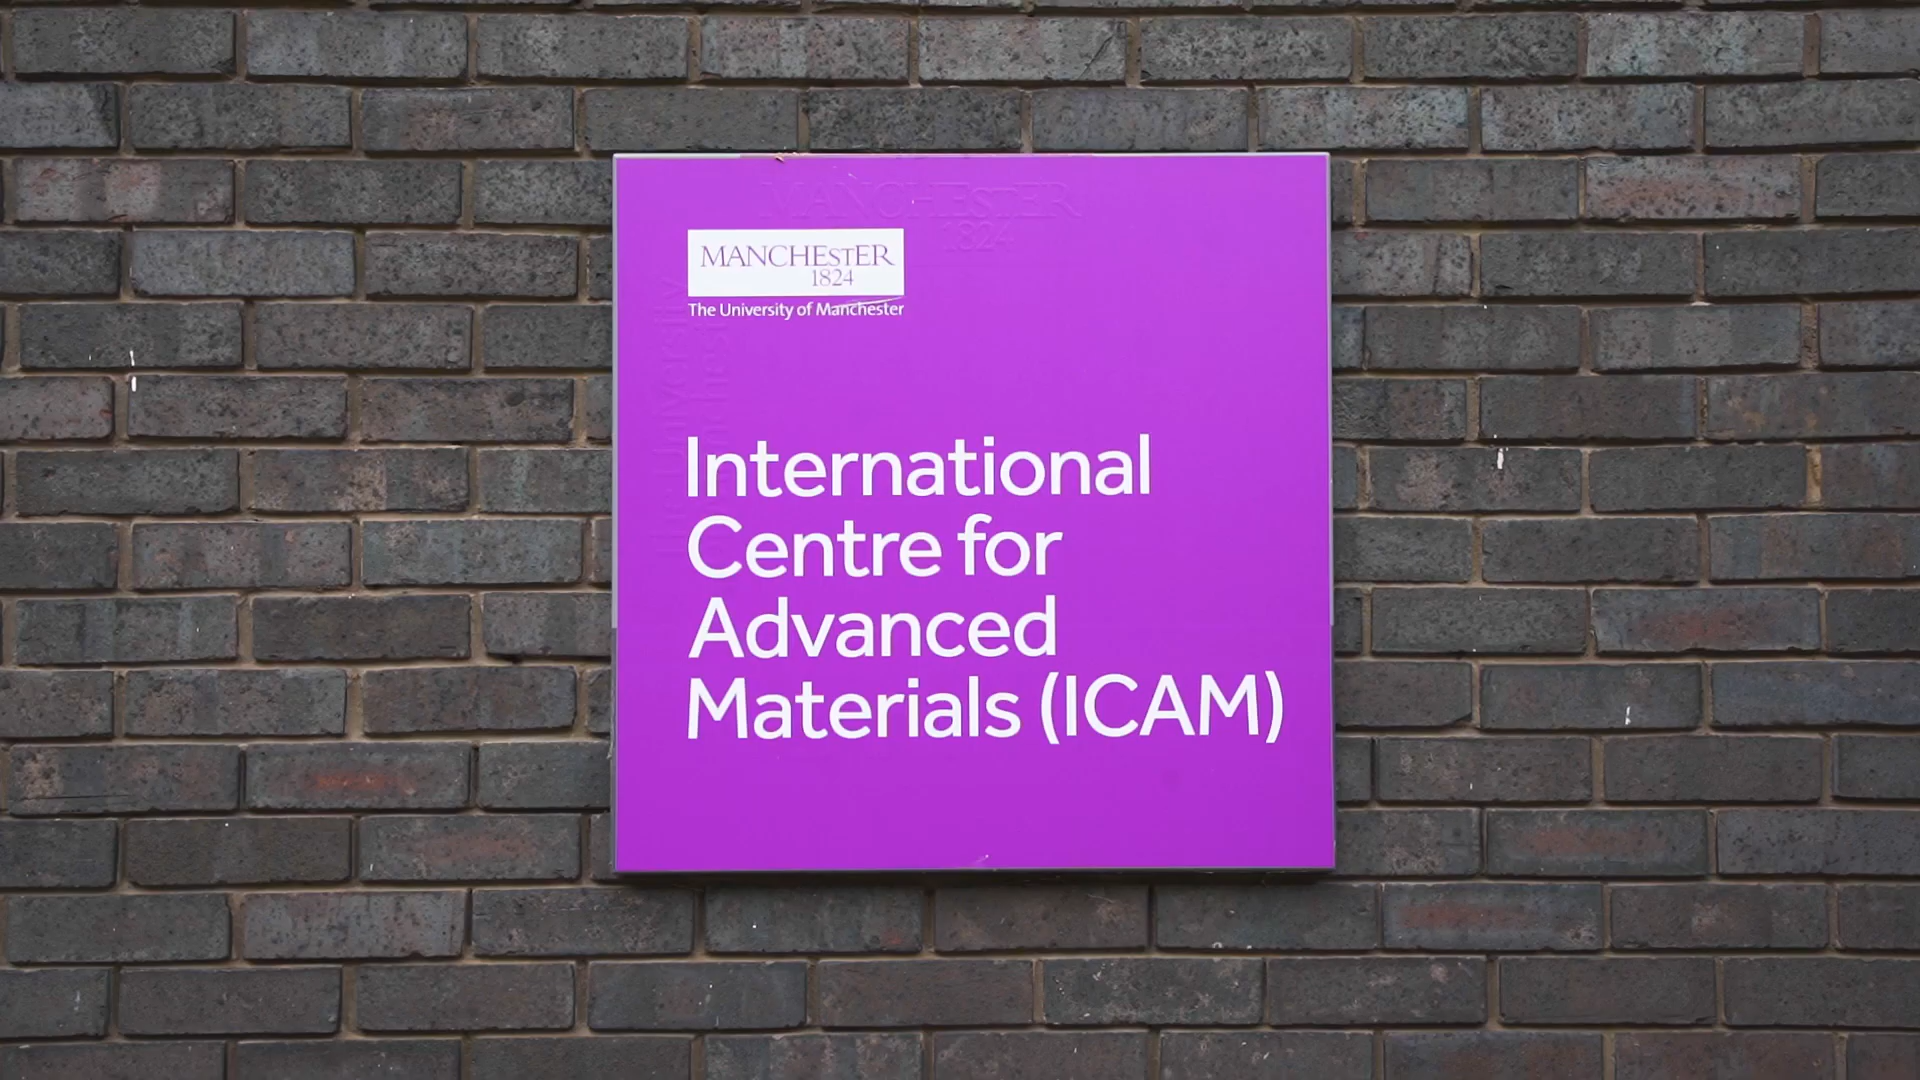 MANCHESTER
1824
The University of Manchester
International
Centre for
Advanced
Materials (ICAM)